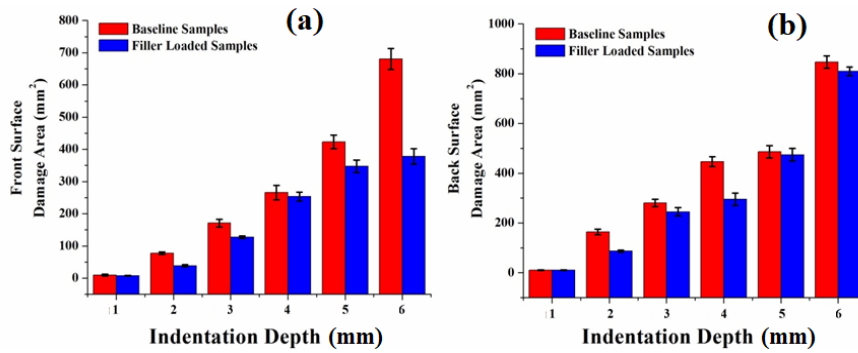 (a)
Baseline Samples
Filler Loaded Samples
Front Surface
Damage Area (mm²)
800
700
600
500
400
300
200
100
0
1 2 3 4 5 6
Indentation Depth (mm)
(b)
Baseline Samples
Filler Loaded Samples
Back Surface
Damage Area (mm²)
1000
800
600
400
200
0
1 2 3 4 5 6
Indentation Depth (mm)